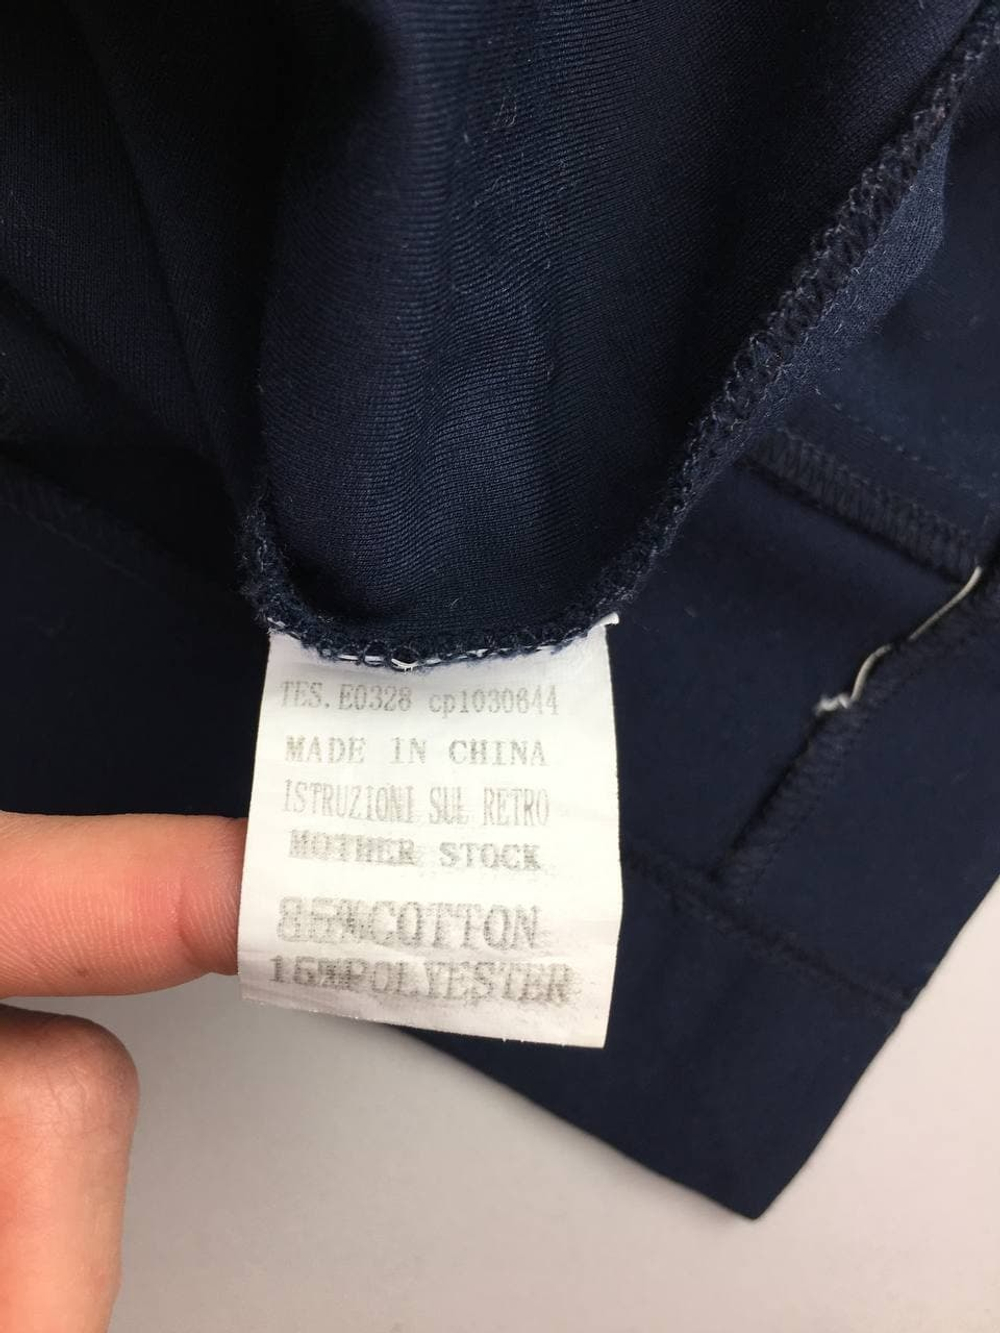 TES. E0328 cp1030644
MADE IN CHINA
ISTRUZIONI SUL RETRO
MOTHER STOCK
85%COTTON
15%POLYESTER